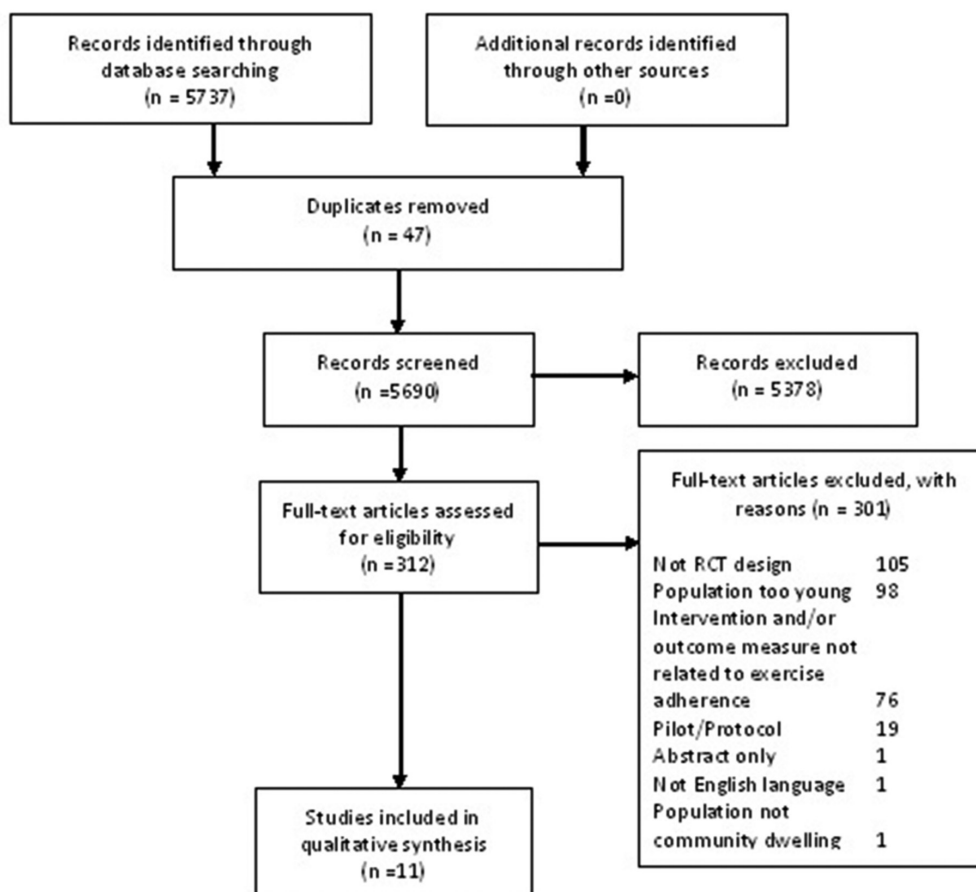 Records identified through
database searching
(n = 5737)
Additional records identified
through other sources
(n =0)
Duplicates removed
(n = 47)
Records screened
(n =5690)
Records excluded
(n = 5378)
Full-text articles assessed
for eligibility
(n =312)
Full-text articles excluded, with
reasons (n = 301)
Not RCT design 105
Population too young 98
Intervention and/or
outcome measure not
related to exercise
adherence 76
Pilot/Protocol 19
Abstract only 1
Not English language 1
Population not
community dwelling 1
Studies included in
qualitative synthesis
(n =11)